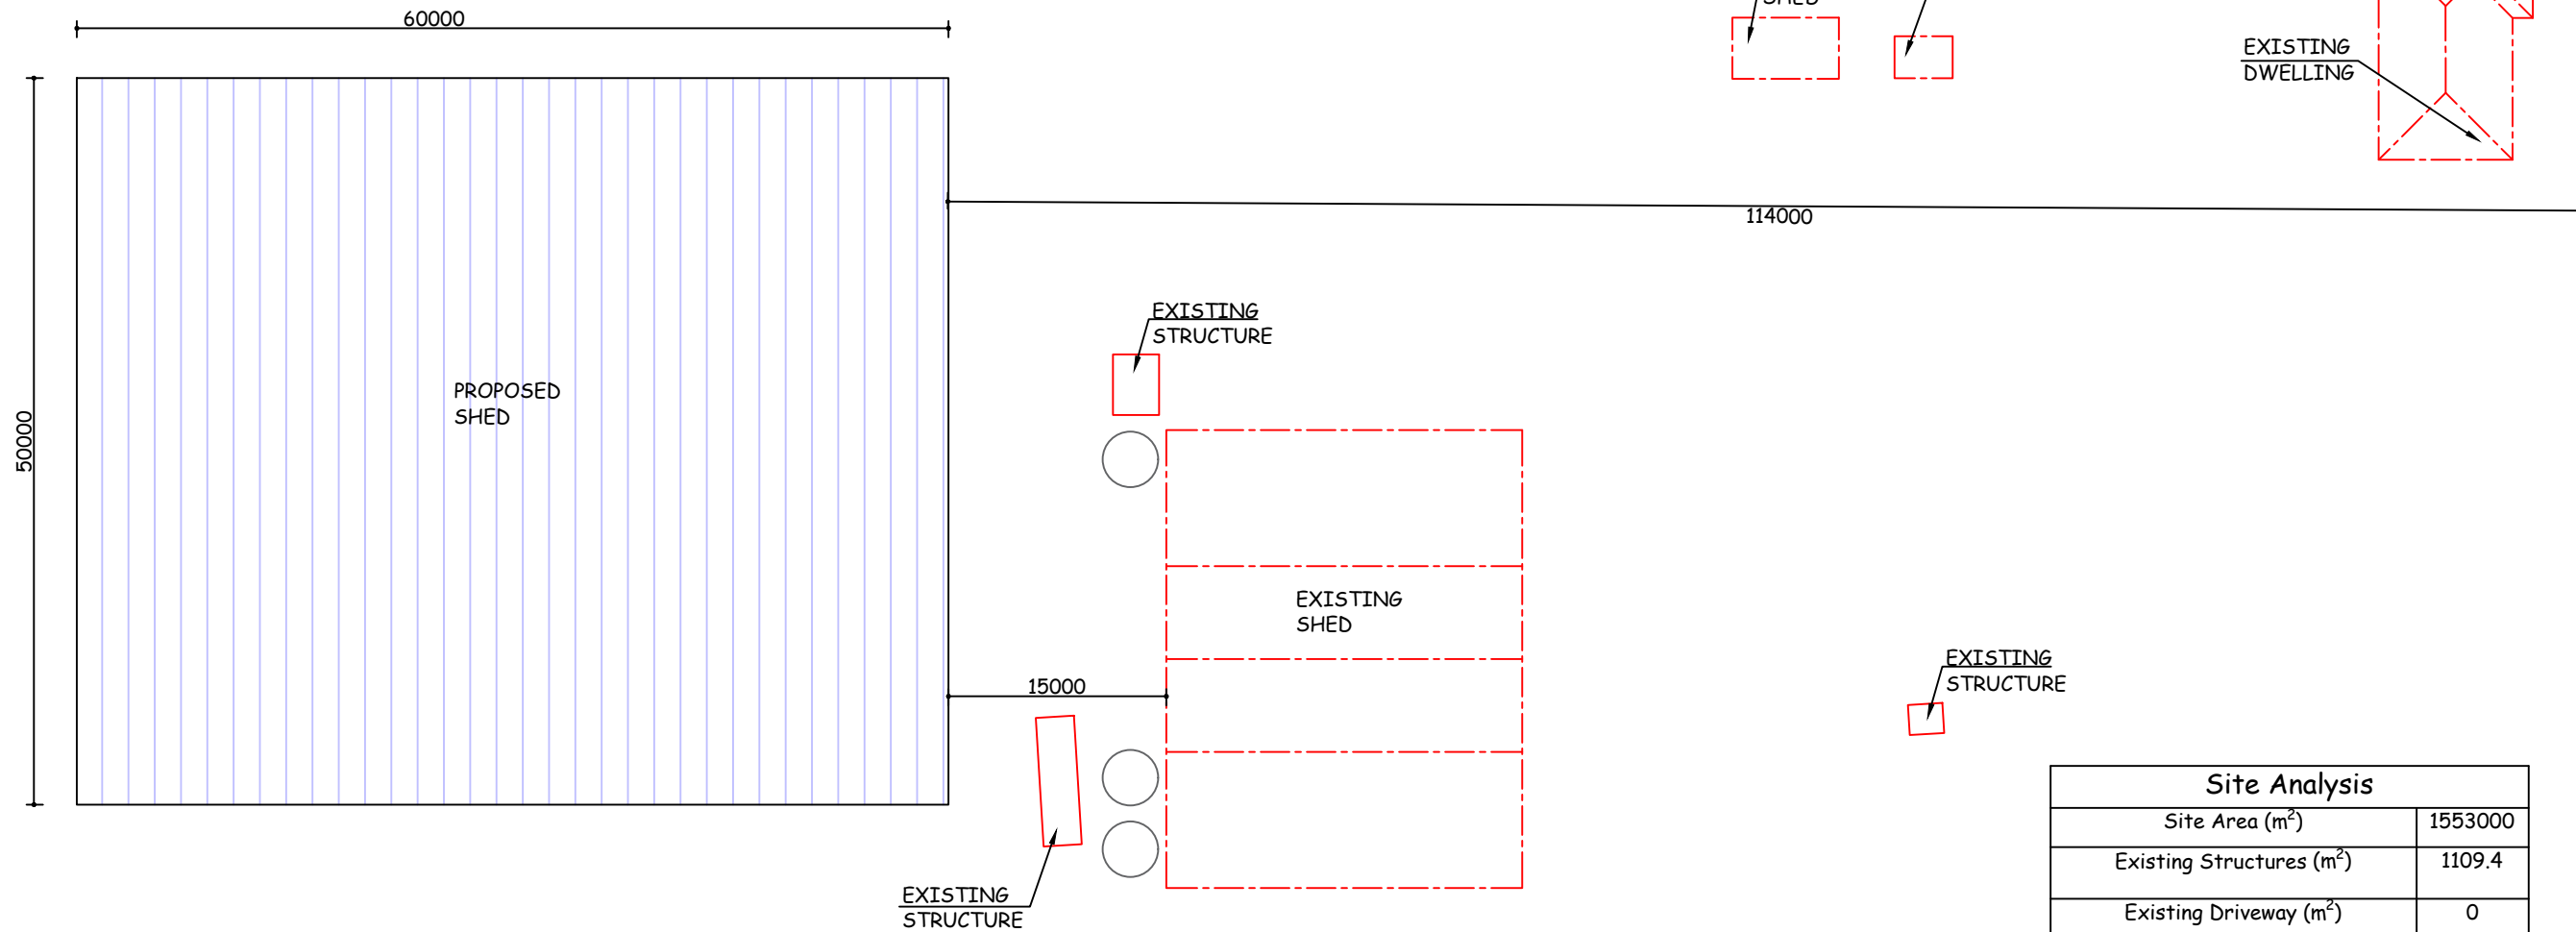 60000
SHED
EXISTING
DWELLING
114000
EXISTING
STRUCTURE
PROPOSED
SHED
50000
EXISTING
SHED
15000
EXISTING
STRUCTURE
EXISTING
STRUCTURE
Site Analysis
Site Area (m²) 1553000
Existing Structures (m²) 1109.4
Existing Driveway (m²) 0